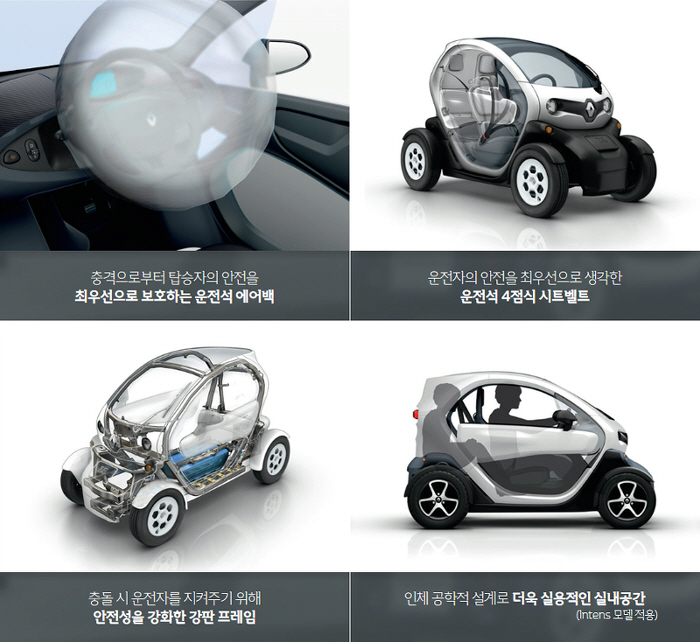 충격으로부터 탑승자의 안전을
최우선으로 보호하는 운전석 에어백
운전자의 안전을 최우선으로 생각한
운전석 4점식 시트벨트
충돌 시 운전자를 지켜주기 위해
안전성을 강화한 강판 프레임
인체 공학적 설계로 더욱 실용적인 실내공간
(Intens 모델 적용)